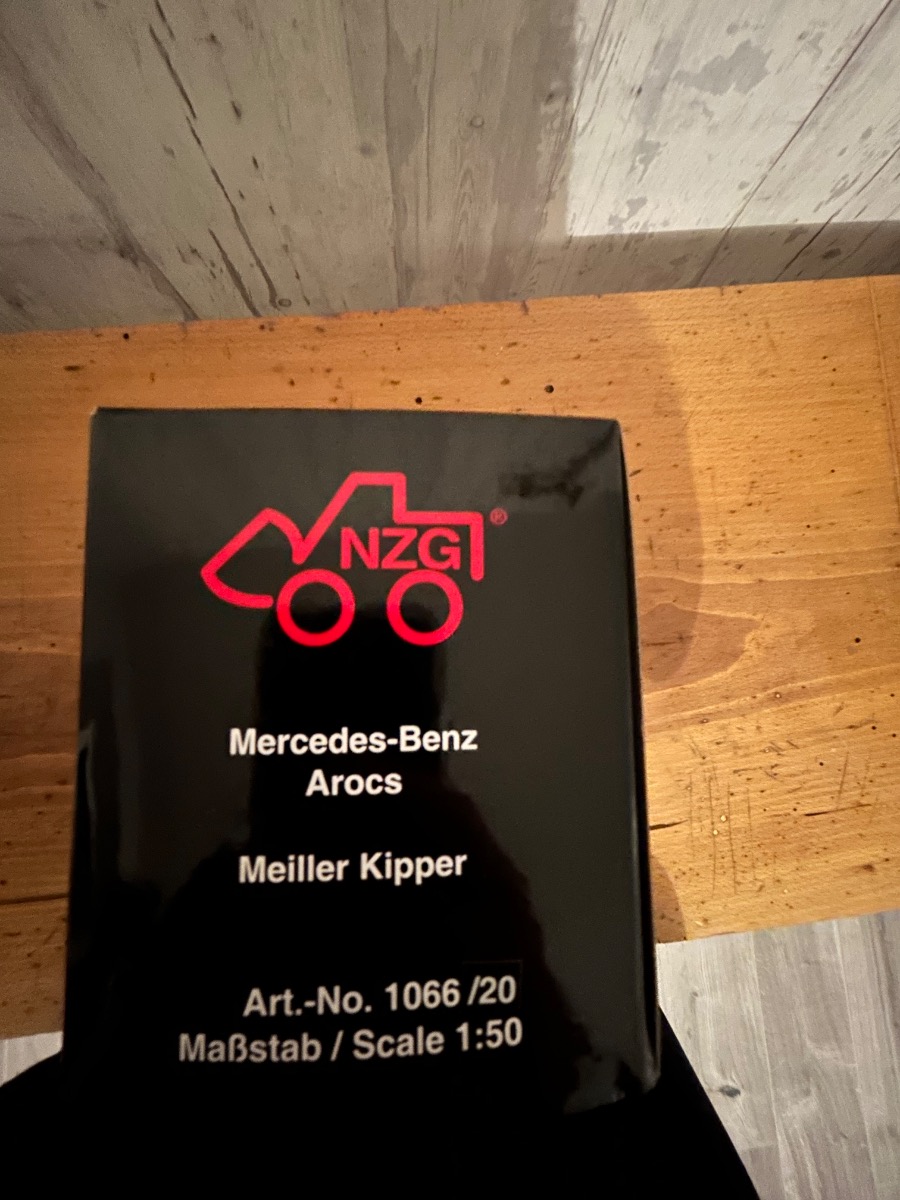 NZG®
Mercedes-Benz
Arocs
Meiller Kipper
Art.-No. 1066 /20
Maßstab / Scale 1:50